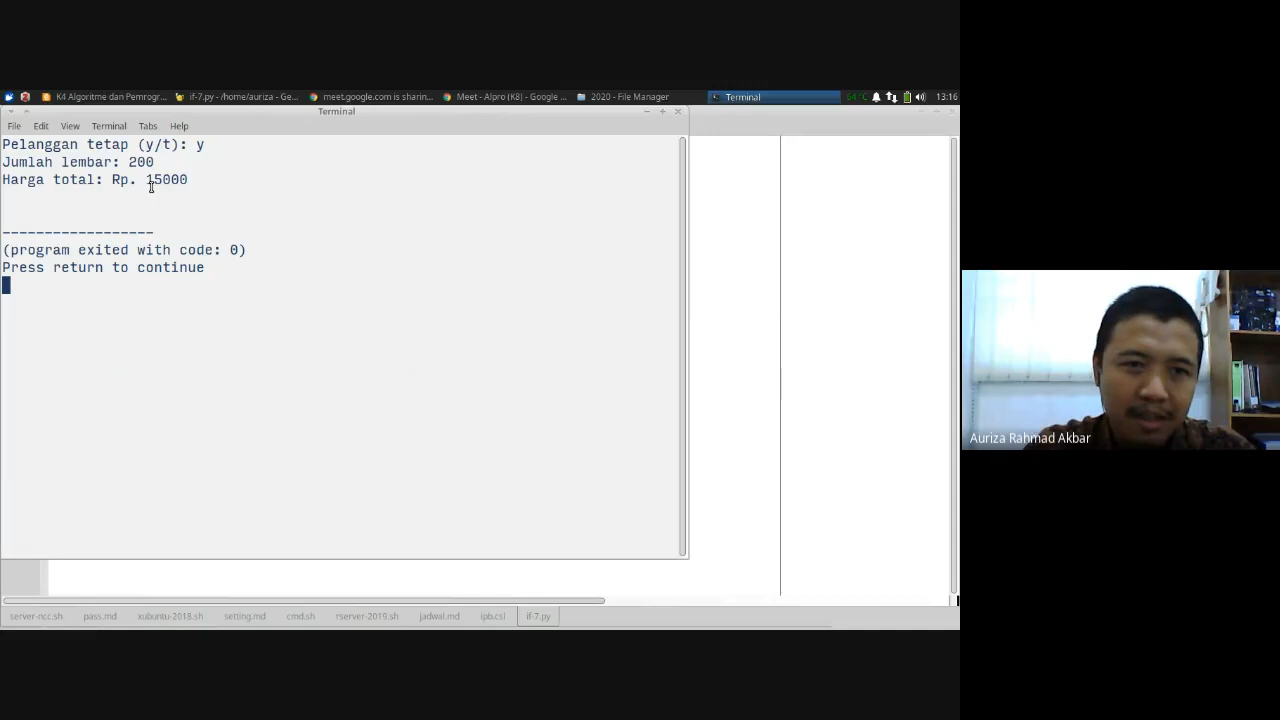 K4 Algoritme dan Pemrogr...
if-7.py - /home/auriza - Ge...
meet.google.com is sharin...
Meet - Alpro (K8) - Google ...
2020 - File Manager
Terminal
64°C
13:16
Terminal
File Edit View Terminal Tabs Help
Pelanggan tetap (y/t): y
Jumlah lembar: 200
Harga total: Rp. 15000
------------------
(program exited with code: 0)
Press return to continue
Auriza Rahmad Akbar
server-ncc.sh pass.md xubuntu-2018.sh setting.md cmd.sh rserver-2019.sh jadwal.md ipb.csl if-7.py